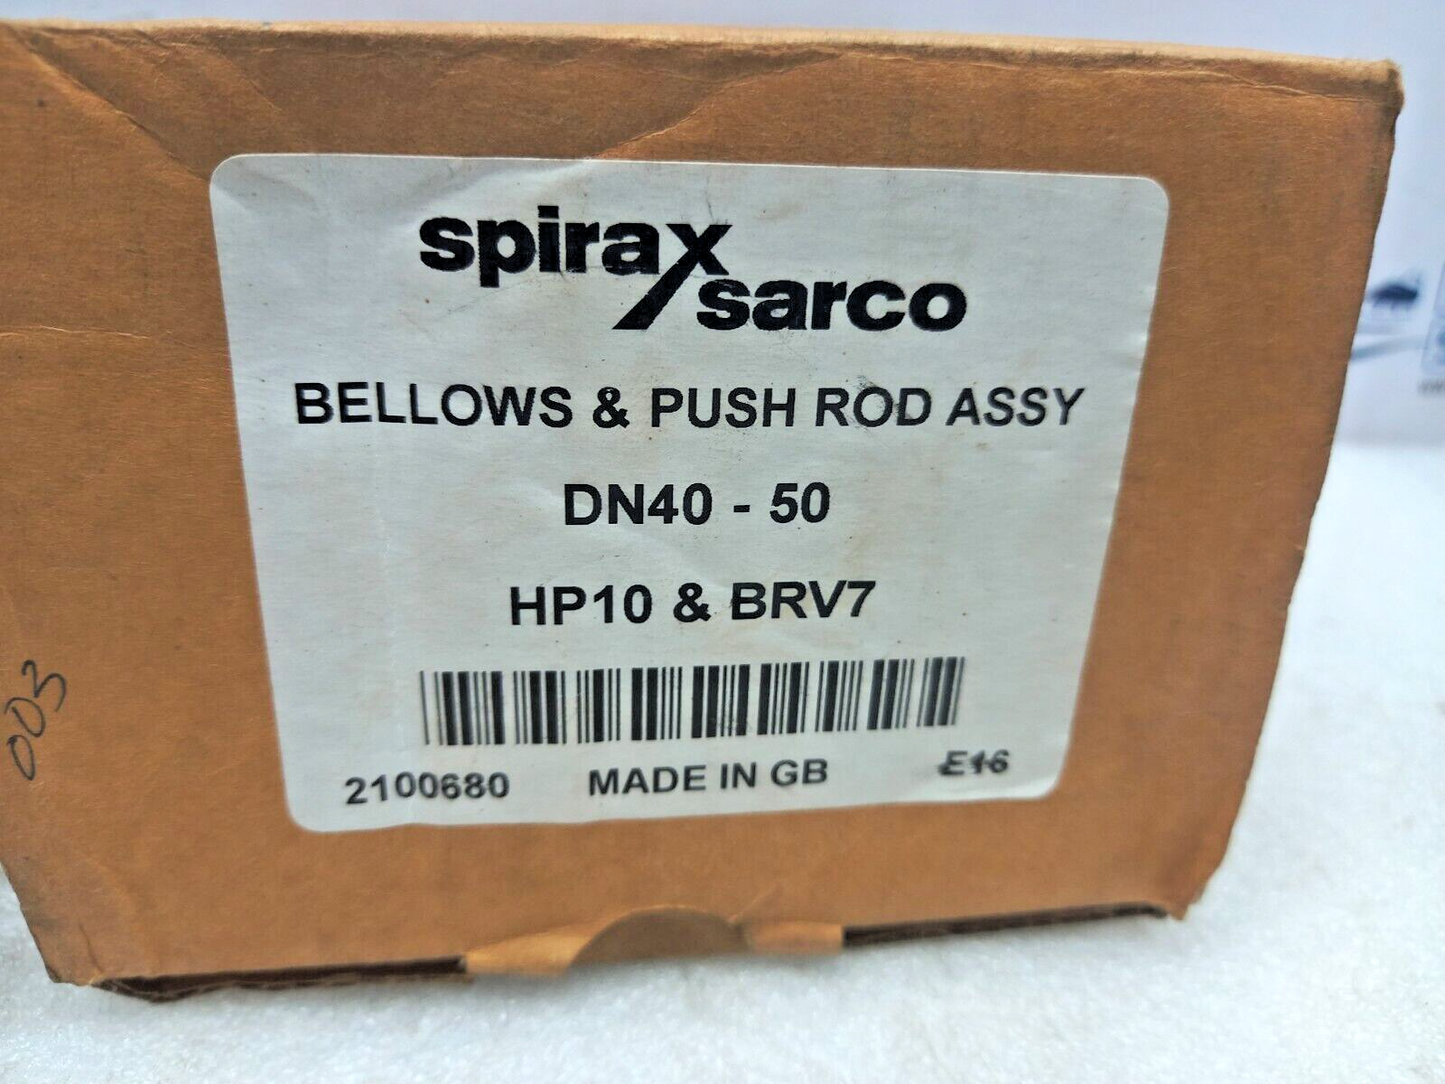 spirax
sarco
BELLOWS & PUSH ROD ASSY
DN40 - 50
HP10 & BRV7
2100680 MADE IN GB E16
003